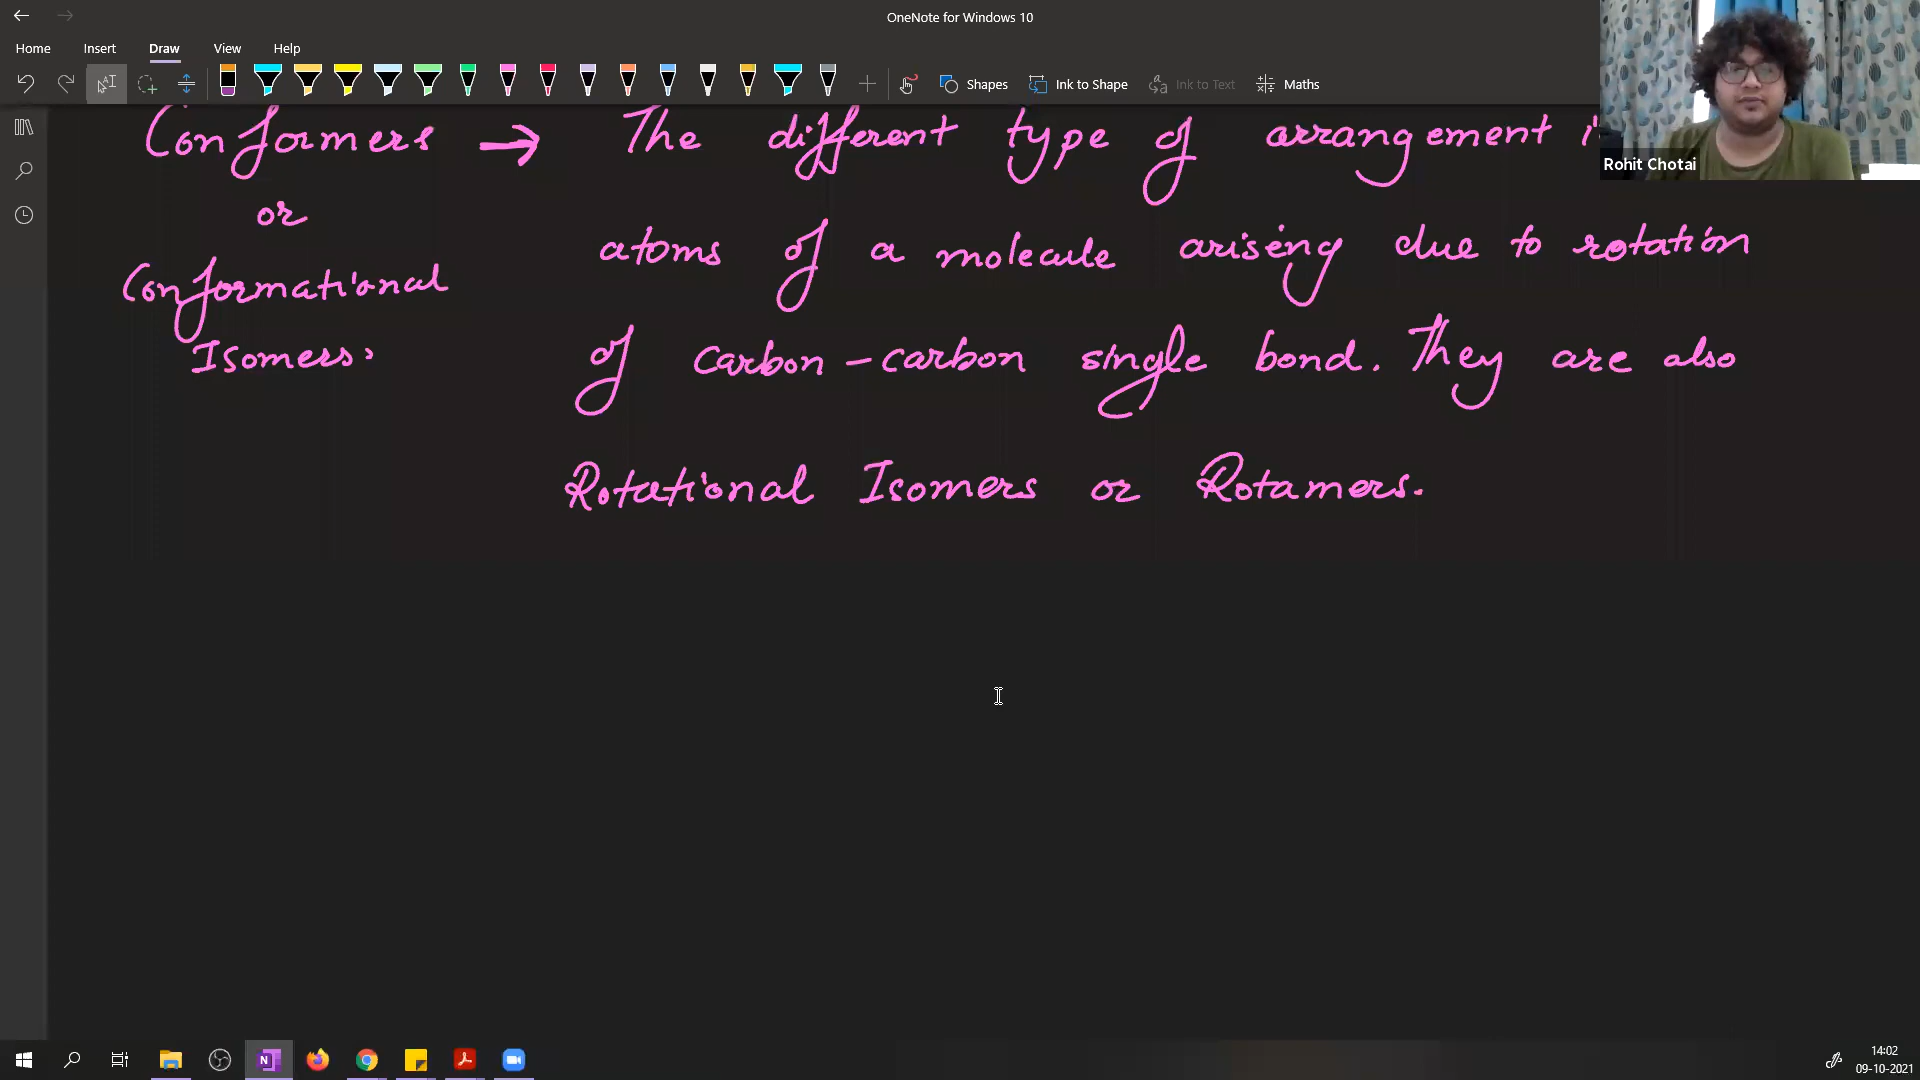 OneNote for Windows 10
Home Insert Draw View Help
Shapes Ink to Shape Ink to Text Maths
Rohit Chotai
Conformers → The different type of arrangement
or
atoms of a molecule arising due to rotation
Conformational
Isomers:
of carbon-carbon single bond. They are also
Rotational Isomers or Rotamers.
14:02
09-10-2021